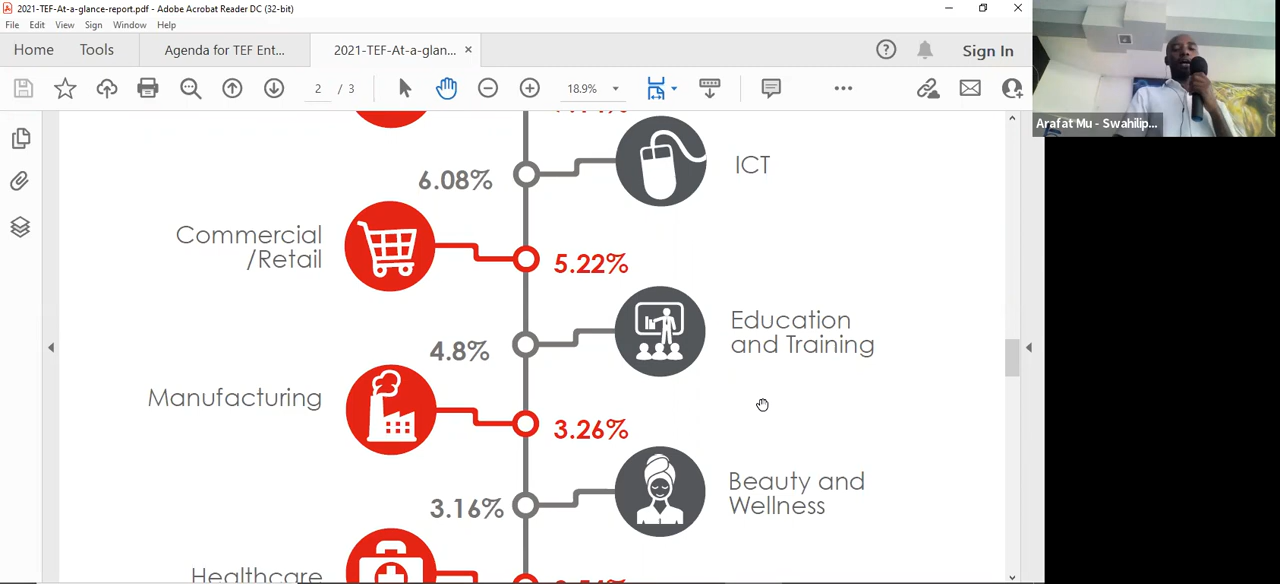 2021-TEF-At-a-glance-report.pdf - Adobe Acrobat Reader DC (32-bit)
File Edit View Sign Window Help
Home Tools Agenda for TEF Ent... 2021-TEF-At-a-glan... × Sign In
2 / 3 18.9%
Arafat Mu - Swahilip...
6.08% ICT
Commercial
/Retail
5.22%
Education
and Training
4.8%
Manufacturing
3.26%
Beauty and
Wellness
3.16%
Healthcare